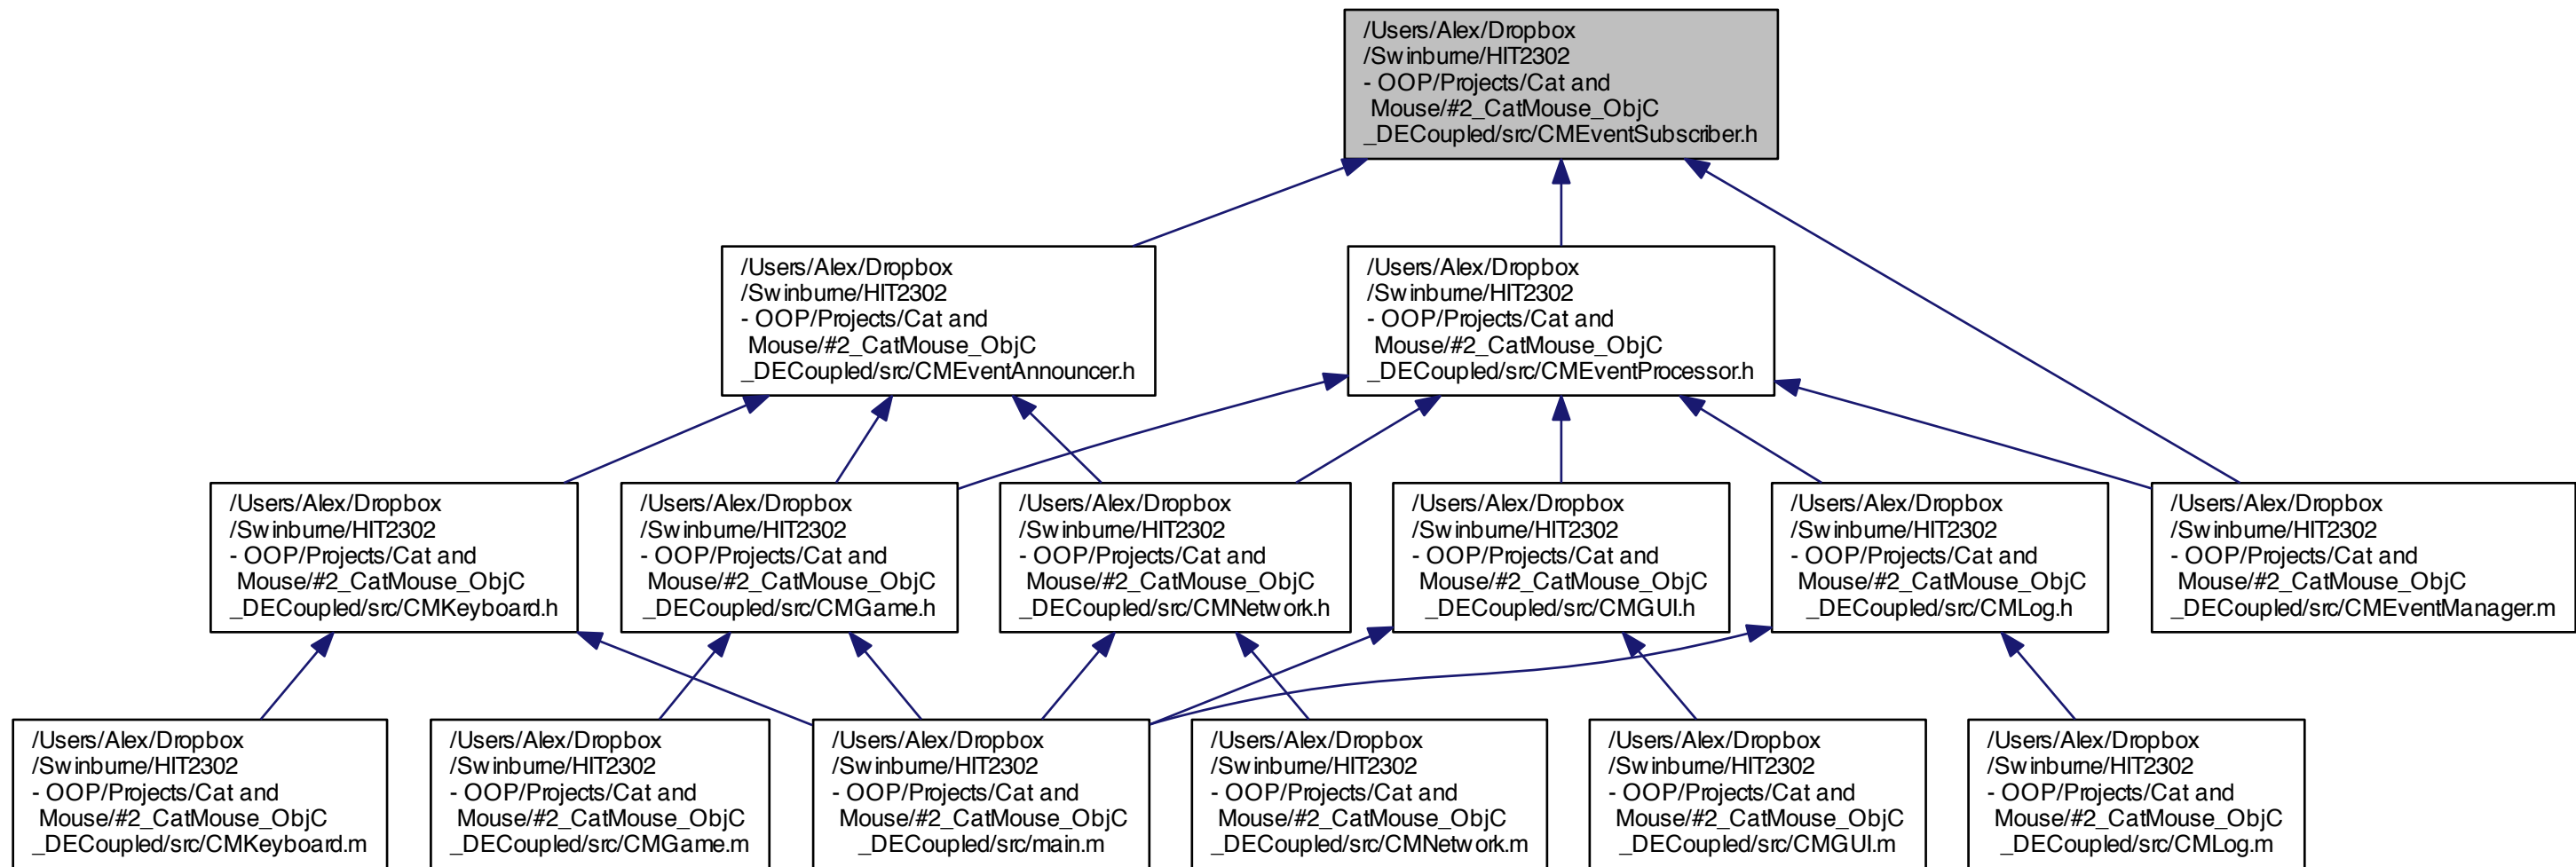 /Users/Alex/Dropbox
/Swinburne/HIT2302
- OOP/Projects/Cat and
Mouse/#2_CatMouse_ObjC
_DECoupled/src/CMEventSubscriber.h
/Users/Alex/Dropbox
/Swinburne/HIT2302
- OOP/Projects/Cat and
Mouse/#2_CatMouse_ObjC
_DECoupled/src/CMEventAnnouncer.h
/Users/Alex/Dropbox
/Swinburne/HIT2302
- OOP/Projects/Cat and
Mouse/#2_CatMouse_ObjC
_DECoupled/src/CMEventProcessor.h
/Users/Alex/Dropbox
/Swinburne/HIT2302
- OOP/Projects/Cat and
Mouse/#2_CatMouse_ObjC
_DECoupled/src/CMKeyboard.h
/Users/Alex/Dropbox
/Swinburne/HIT2302
- OOP/Projects/Cat and
Mouse/#2_CatMouse_ObjC
_DECoupled/src/CMGame.h
/Users/Alex/Dropbox
/Swinburne/HIT2302
- OOP/Projects/Cat and
Mouse/#2_CatMouse_ObjC
_DECoupled/src/CMNetwork.h
/Users/Alex/Dropbox
/Swinburne/HIT2302
- OOP/Projects/Cat and
Mouse/#2_CatMouse_ObjC
_DECoupled/src/CMGUI.h
/Users/Alex/Dropbox
/Swinburne/HIT2302
- OOP/Projects/Cat and
Mouse/#2_CatMouse_ObjC
_DECoupled/src/CMLog.h
/Users/Alex/Dropbox
/Swinburne/HIT2302
- OOP/Projects/Cat and
Mouse/#2_CatMouse_ObjC
_DECoupled/src/CMEventManager.m
/Users/Alex/Dropbox
/Swinburne/HIT2302
- OOP/Projects/Cat and
Mouse/#2_CatMouse_ObjC
_DECoupled/src/CMKeyboard.m
/Users/Alex/Dropbox
/Swinburne/HIT2302
- OOP/Projects/Cat and
Mouse/#2_CatMouse_ObjC
_DECoupled/src/CMGame.m
/Users/Alex/Dropbox
/Swinburne/HIT2302
- OOP/Projects/Cat and
Mouse/#2_CatMouse_ObjC
_DECoupled/src/main.m
/Users/Alex/Dropbox
/Swinburne/HIT2302
- OOP/Projects/Cat and
Mouse/#2_CatMouse_ObjC
_DECoupled/src/CMNetwork.m
/Users/Alex/Dropbox
/Swinburne/HIT2302
- OOP/Projects/Cat and
Mouse/#2_CatMouse_ObjC
_DECoupled/src/CMGUI.m
/Users/Alex/Dropbox
/Swinburne/HIT2302
- OOP/Projects/Cat and
Mouse/#2_CatMouse_ObjC
_DECoupled/src/CMLog.m